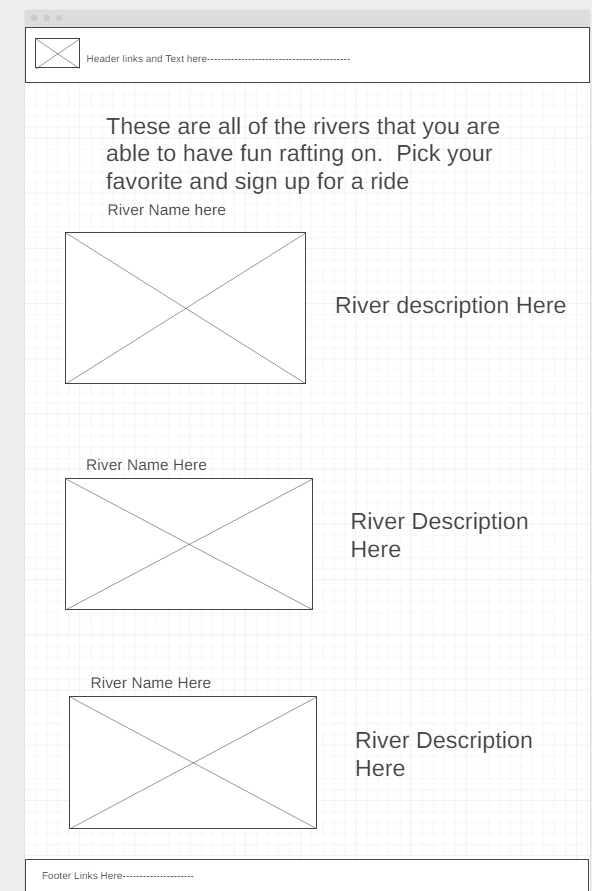 Header links and Text here------------------------------------------
These are all of the rivers that you are
able to have fun rafting on.  Pick your
favorite and sign up for a ride
River Name here
River description Here
River Name Here
River Description
Here
River Name Here
River Description
Here
Footer Links Here---------------------